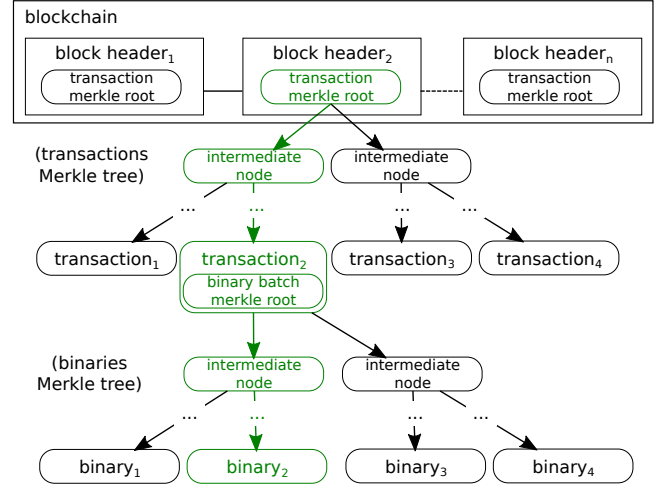 blockchain
block header₁
transaction
merkle root
block header₂
transaction
merkle root
block headerₙ
transaction
merkle root
(transactions
Merkle tree)
intermediate
node
intermediate
node
...
...
...
...
transaction₁
transaction₂
binary batch
merkle root
transaction₃
transaction₄
(binaries
Merkle tree)
intermediate
node
intermediate
node
...
...
...
...
binary₁
binary₂
binary₃
binary₄